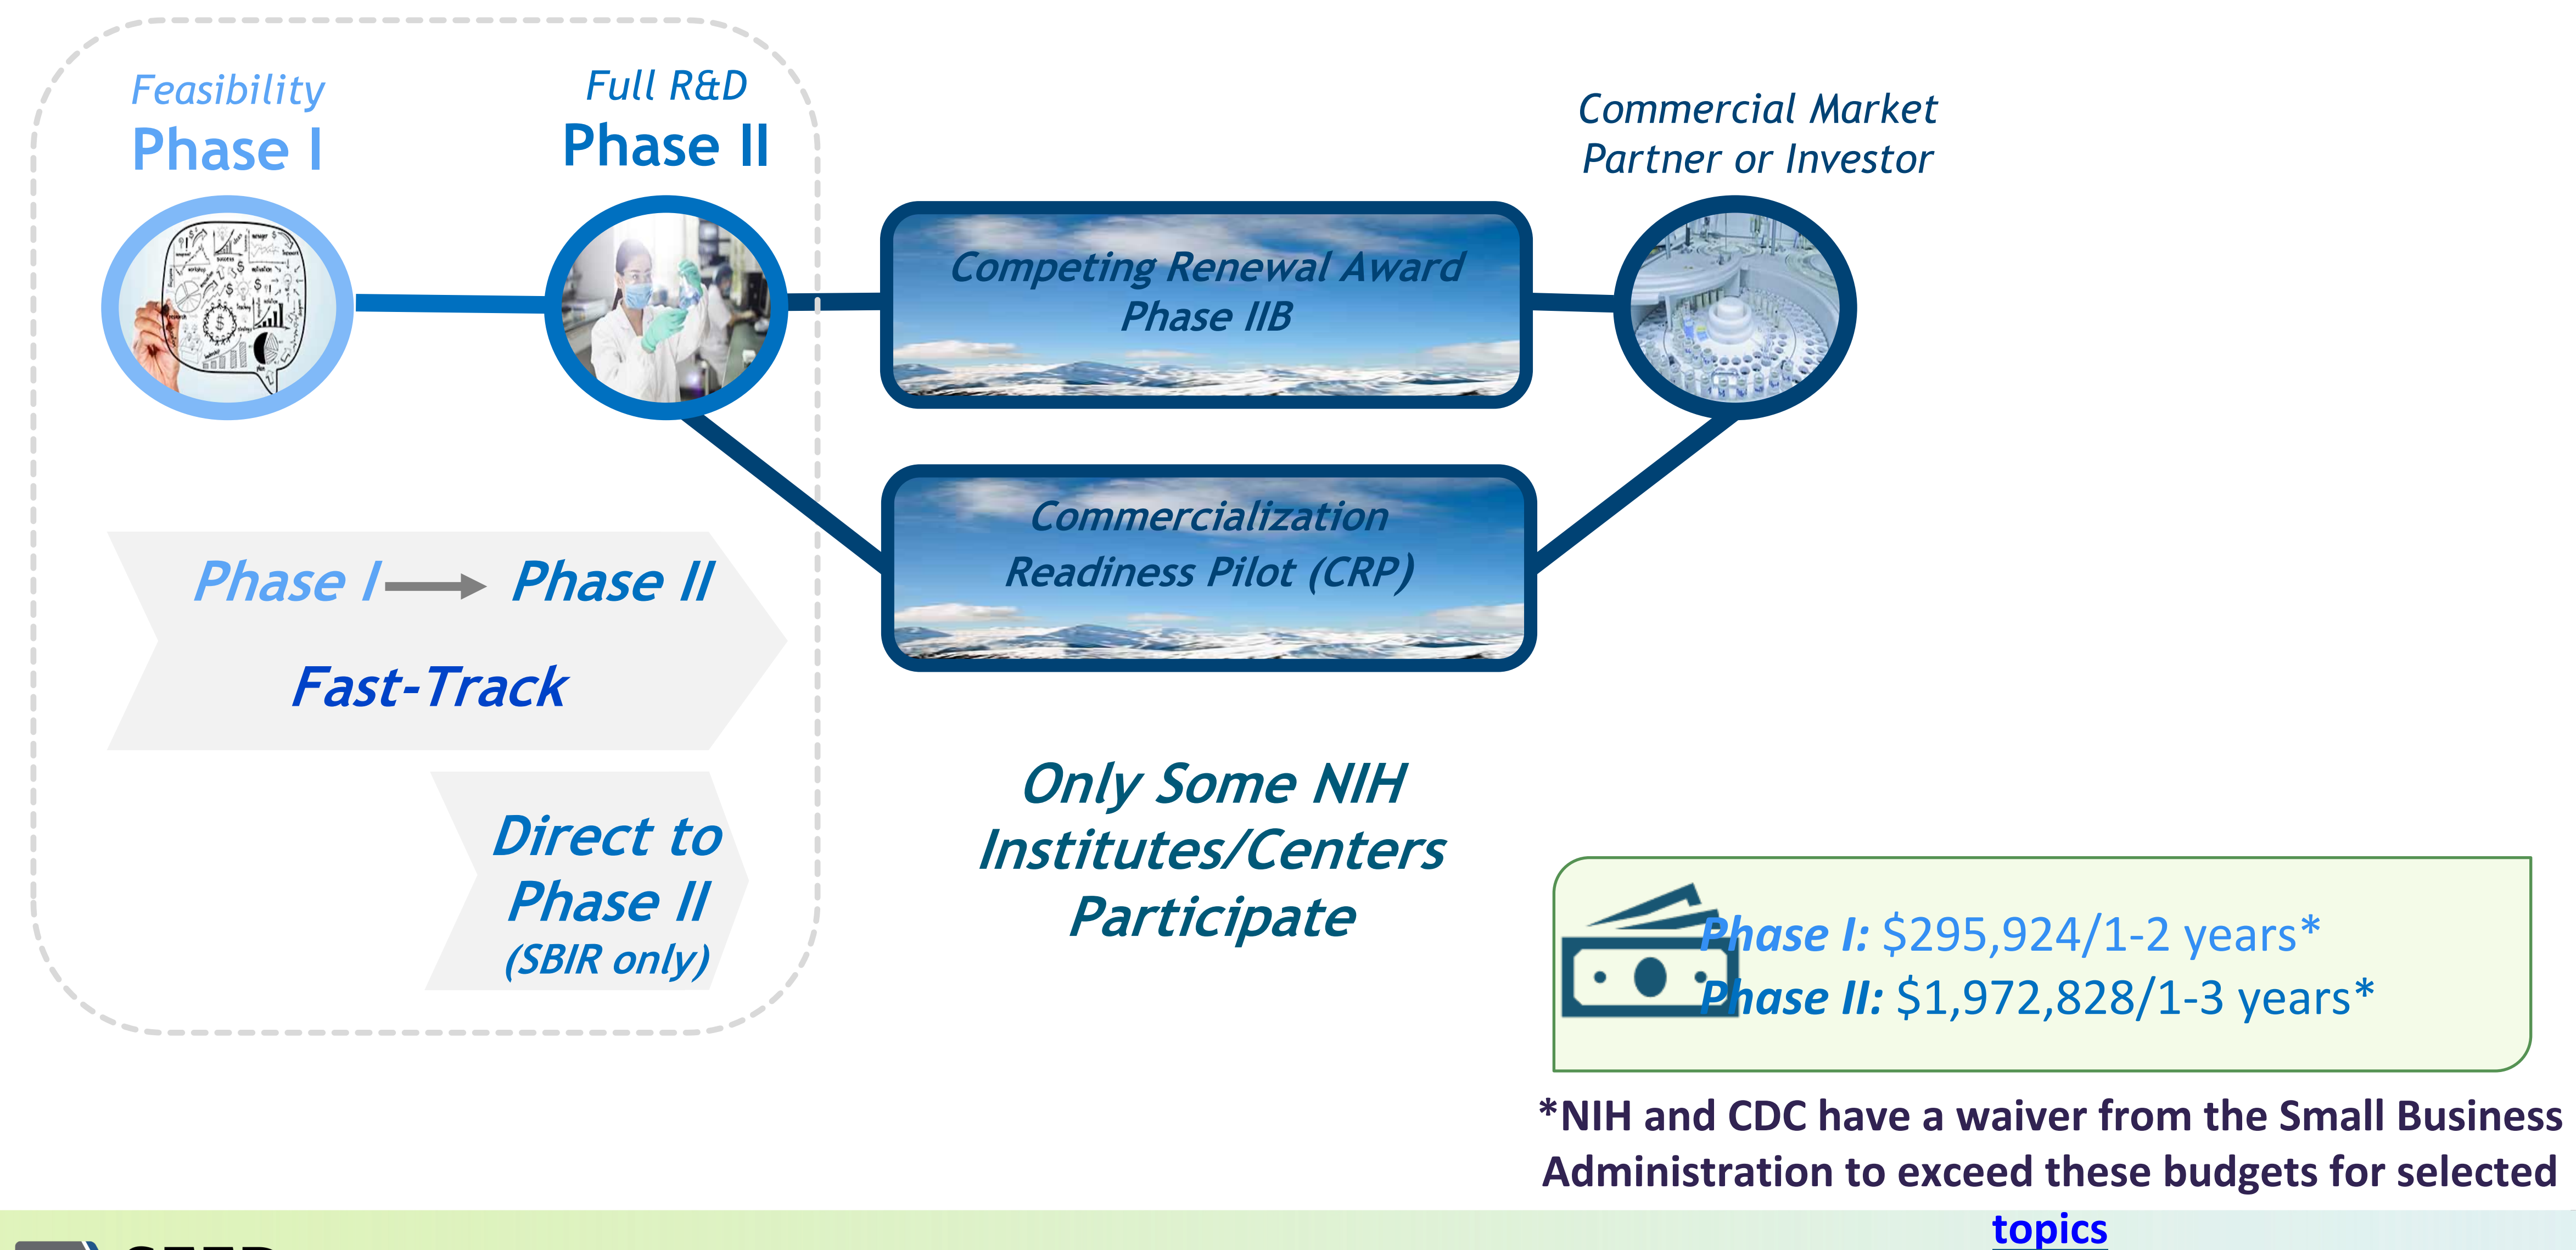 Feasibility
Phase I
Full R&D
Phase II
Commercial Market
Partner or Investor
Competing Renewal Award
Phase IIB
Commercialization
Readiness Pilot (CRP)
Phase I
Phase II
Fast-Track
Direct to
Phase II
(SBIR only)
Only Some NIH
Institutes/Centers
Participate
Phase I: $295,924/1-2 years*
Phase II: $1,972,828/1-3 years*
*NIH and CDC have a waiver from the Small Business
Administration to exceed these budgets for selected
topics